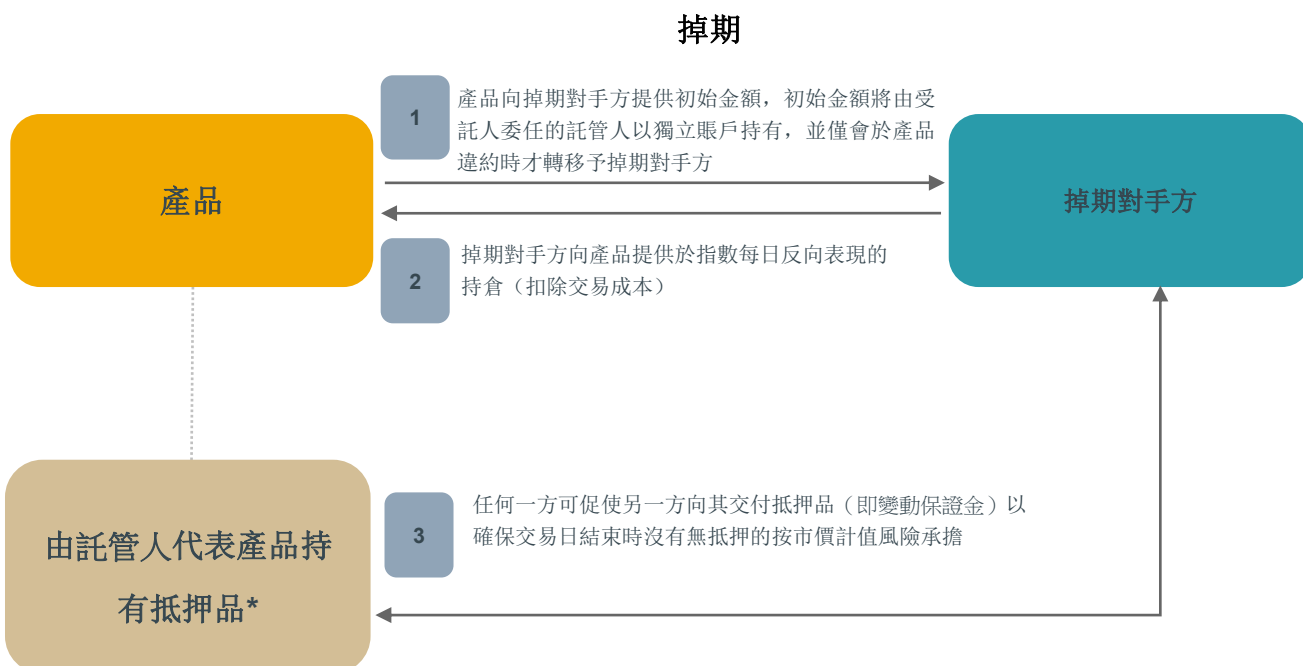 掉期
1
產品向掉期對手方提供初始金額，初始金額將由受
託人委任的託管人以獨立賬戶持有，並僅會於產品
違約時才轉移予掉期對手方
產品
掉期對手方
2
掉期對手方向產品提供於指數每日反向表現的
持倉（扣除交易成本）
3
任何一方可促使另一方向其交付抵押品（即變動保證金）以
確保交易日結束時沒有無抵押的按市價計值風險承擔
由託管人代表產品持
有抵押品*